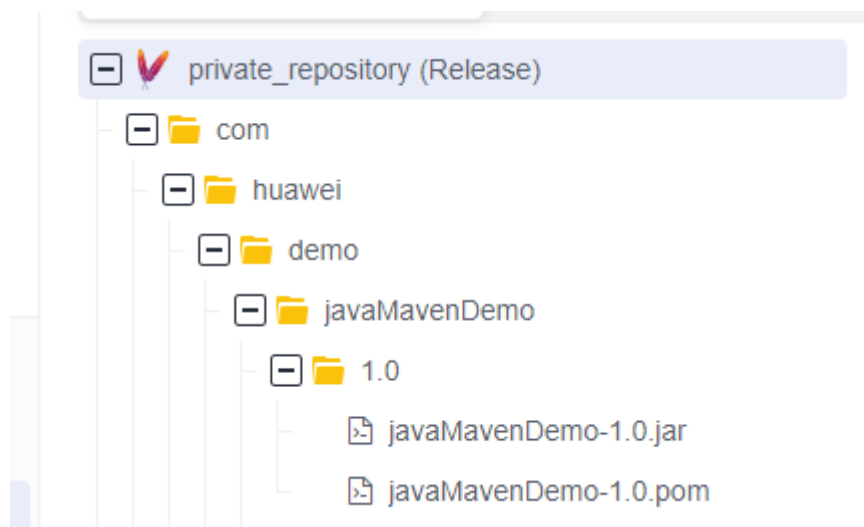 private_repository (Release)
com
huawei
demo
javaMavenDemo
1.0
javaMavenDemo-1.0.jar
javaMavenDemo-1.0.pom